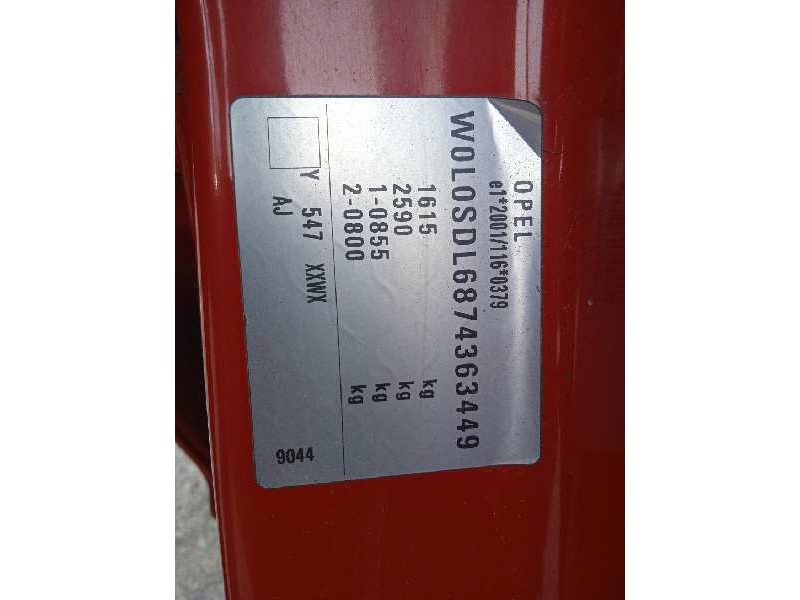 OPEL
e1*2001/116*0379
W0L0SDL6874363449
1615 kg
2590 kg
1-0855 kg
2-0800 kg
Y 547 XXWX
AJ
9044